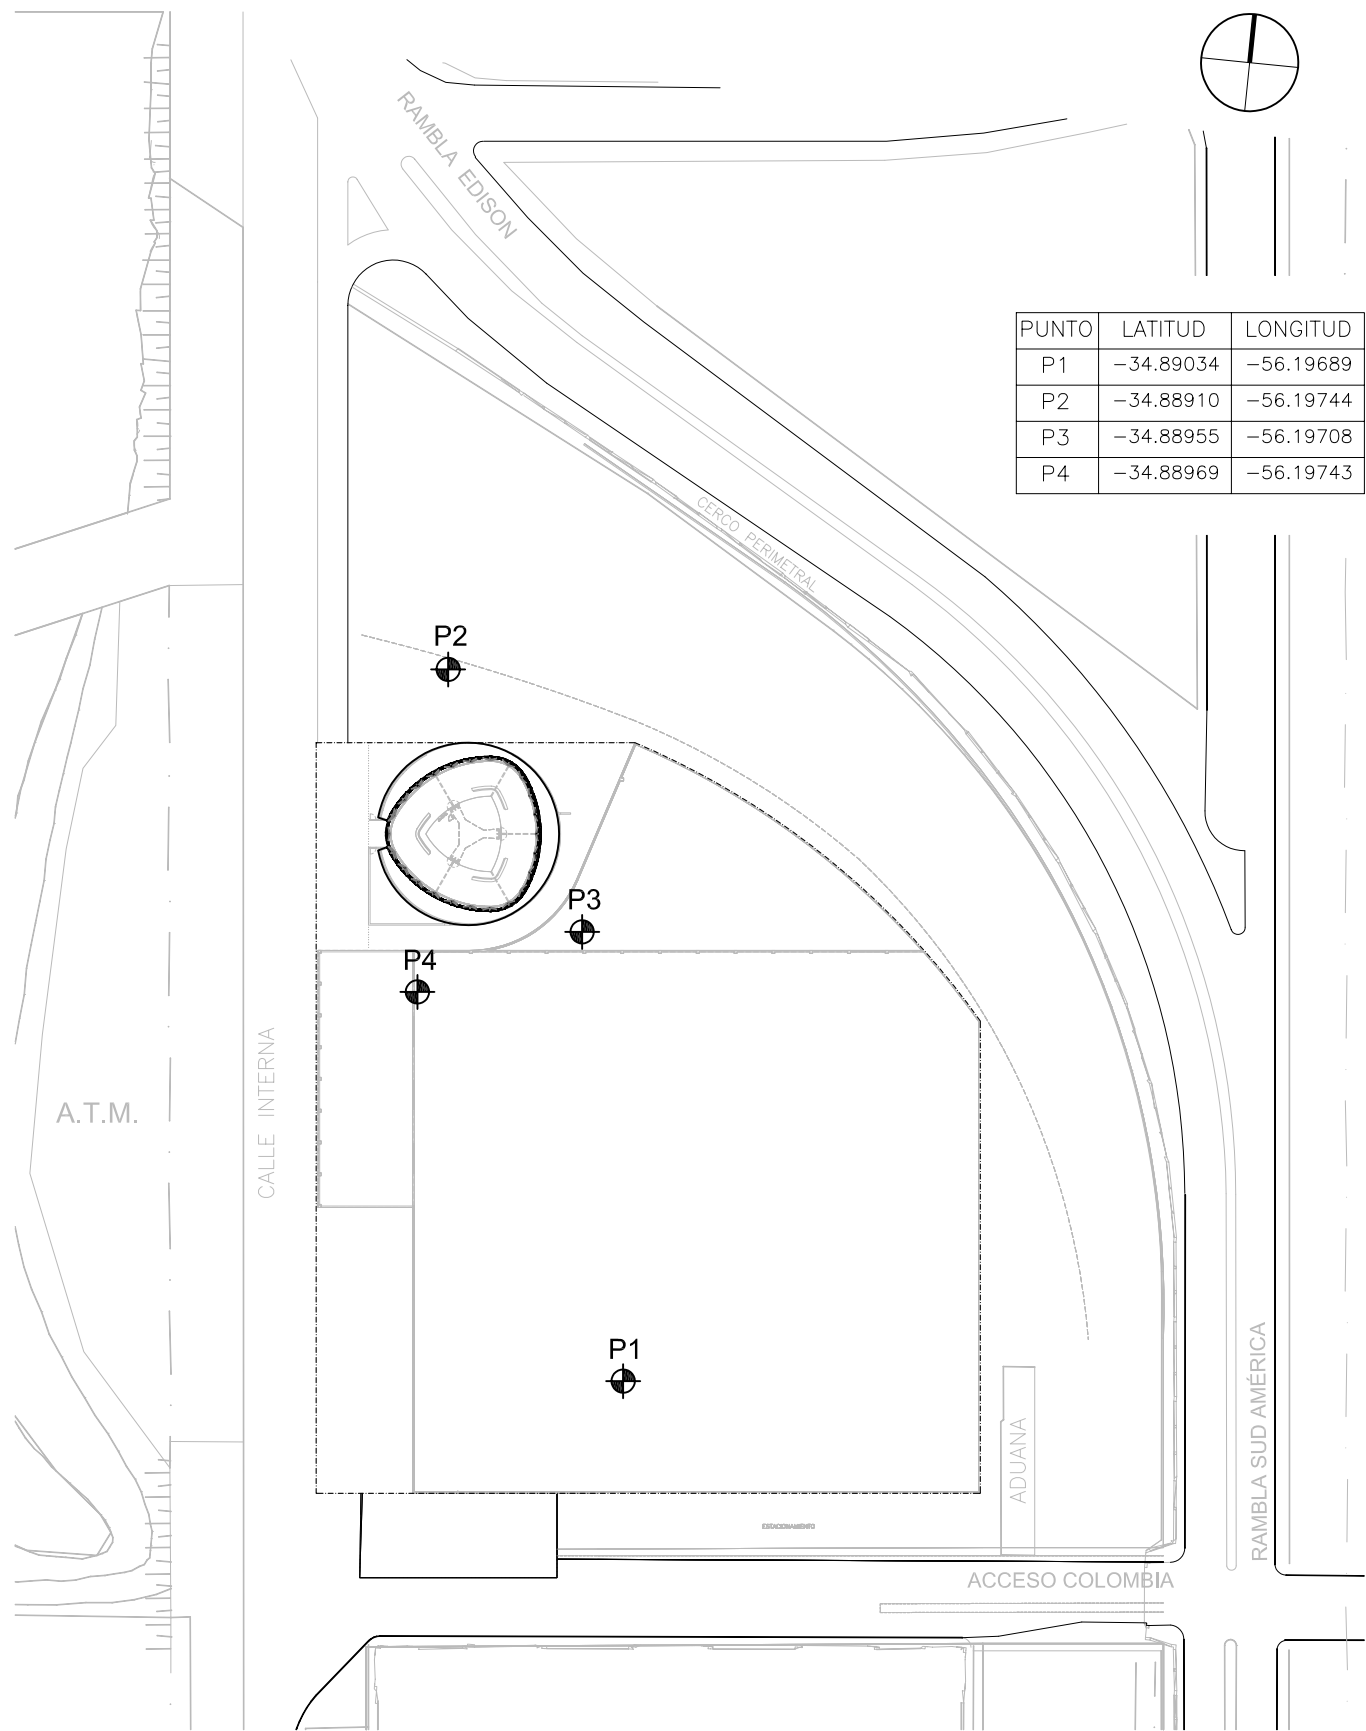 RAMBLA EDISON
PUNTO LATITUD LONGITUD
P1 −34.89034 −56.19689
P2 −34.88910 −56.19744
P3 −34.88955 −56.19708
P4 −34.88969 −56.19743
CERCO PERIMETRAL
P2
P3
P4
CALLE INTERNA
A.T.M.
P1
ADUANA
RAMBLA SUD AMÉRICA
ESTACIONAMIENTO
ACCESO COLOMBIA